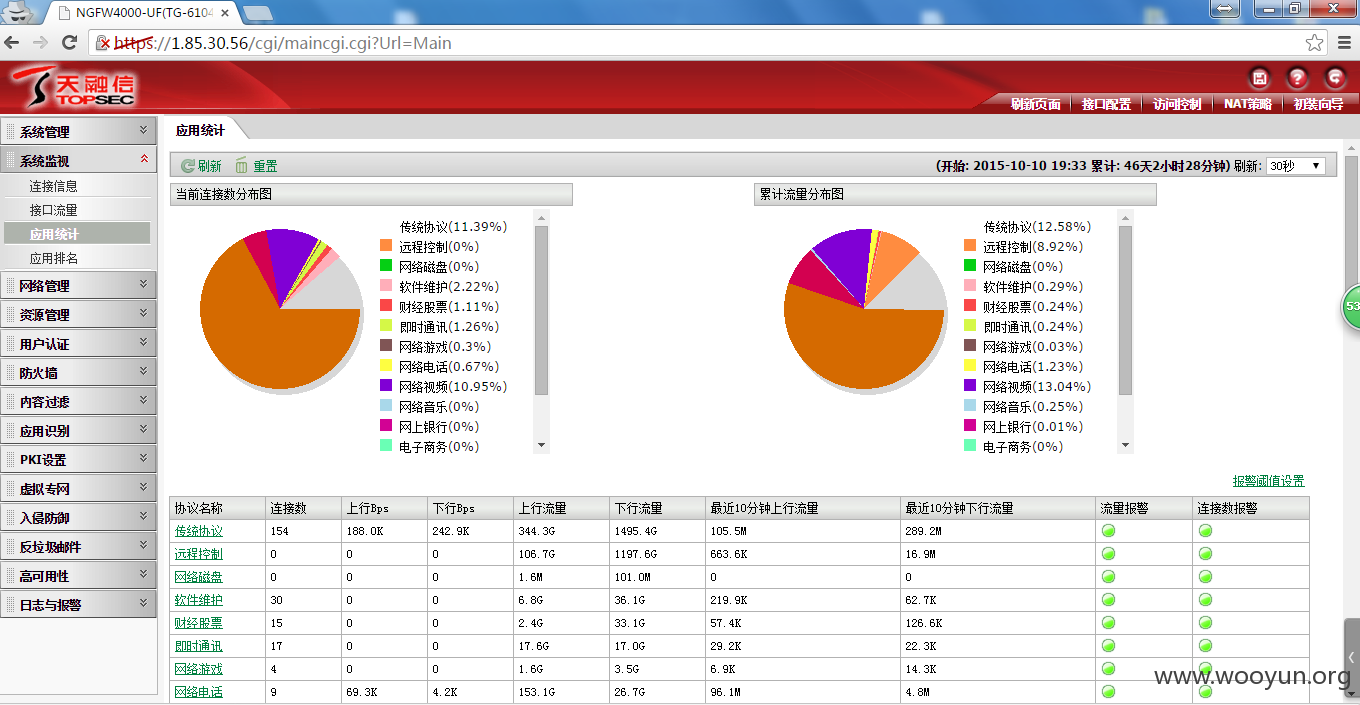 NGFW4000-UF(TG-6104
https://1.85.30.56/cgi/maincgi.cgi?Url=Main
天融信
TOPSEC
刷新页面 接口配置 访问控制 NAT策略 初装向导
系统管理
系统监视
连接信息
接口流量
应用统计
应用排名
网络管理
资源管理
用户认证
防火墙
内容过滤
应用识别
PKI设置
虚拟专网
入侵防御
反垃圾邮件
高可用性
日志与报警
应用统计
刷新 重置 (开始: 2015-10-10 19:33 累计: 46天2小时28分钟) 刷新: 30秒
当前连接数分布图
传统协议(11.39%)
远程控制(0%)
网络磁盘(0%)
软件维护(2.22%)
财经股票(1.11%)
即时通讯(1.26%)
网络游戏(0.3%)
网络电话(0.67%)
网络视频(10.95%)
网络音乐(0%)
网上银行(0%)
电子商务(0%)
累计流量分布图
传统协议(12.58%)
远程控制(8.92%)
网络磁盘(0%)
软件维护(0.29%)
财经股票(0.24%)
即时通讯(0.24%)
网络游戏(0.03%)
网络电话(1.23%)
网络视频(13.04%)
网络音乐(0.25%)
网上银行(0.01%)
电子商务(0%)
53
报警阈值设置
协议名称 连接数 上行Bps 下行Bps 上行流量 下行流量 最近10分钟上行流量 最近10分钟下行流量 流量报警 连接数报警
传统协议 154 188.0K 242.9K 344.3G 1495.4G 105.5M 289.2M
远程控制 0 0 0 106.7G 1197.6G 663.6K 16.9M
网络磁盘 0 0 0 1.6M 101.0M 0 0
软件维护 30 0 0 6.8G 36.1G 219.9K 62.7K
财经股票 15 0 0 2.4G 33.1G 57.4K 126.6K
即时通讯 17 0 0 17.6G 17.0G 29.2K 22.3K
网络游戏 4 0 0 1.6G 3.5G 6.9K 14.3K
网络电话 9 69.3K 4.2K 153.1G 26.7G 96.1M 4.8M
www.wooyun.org